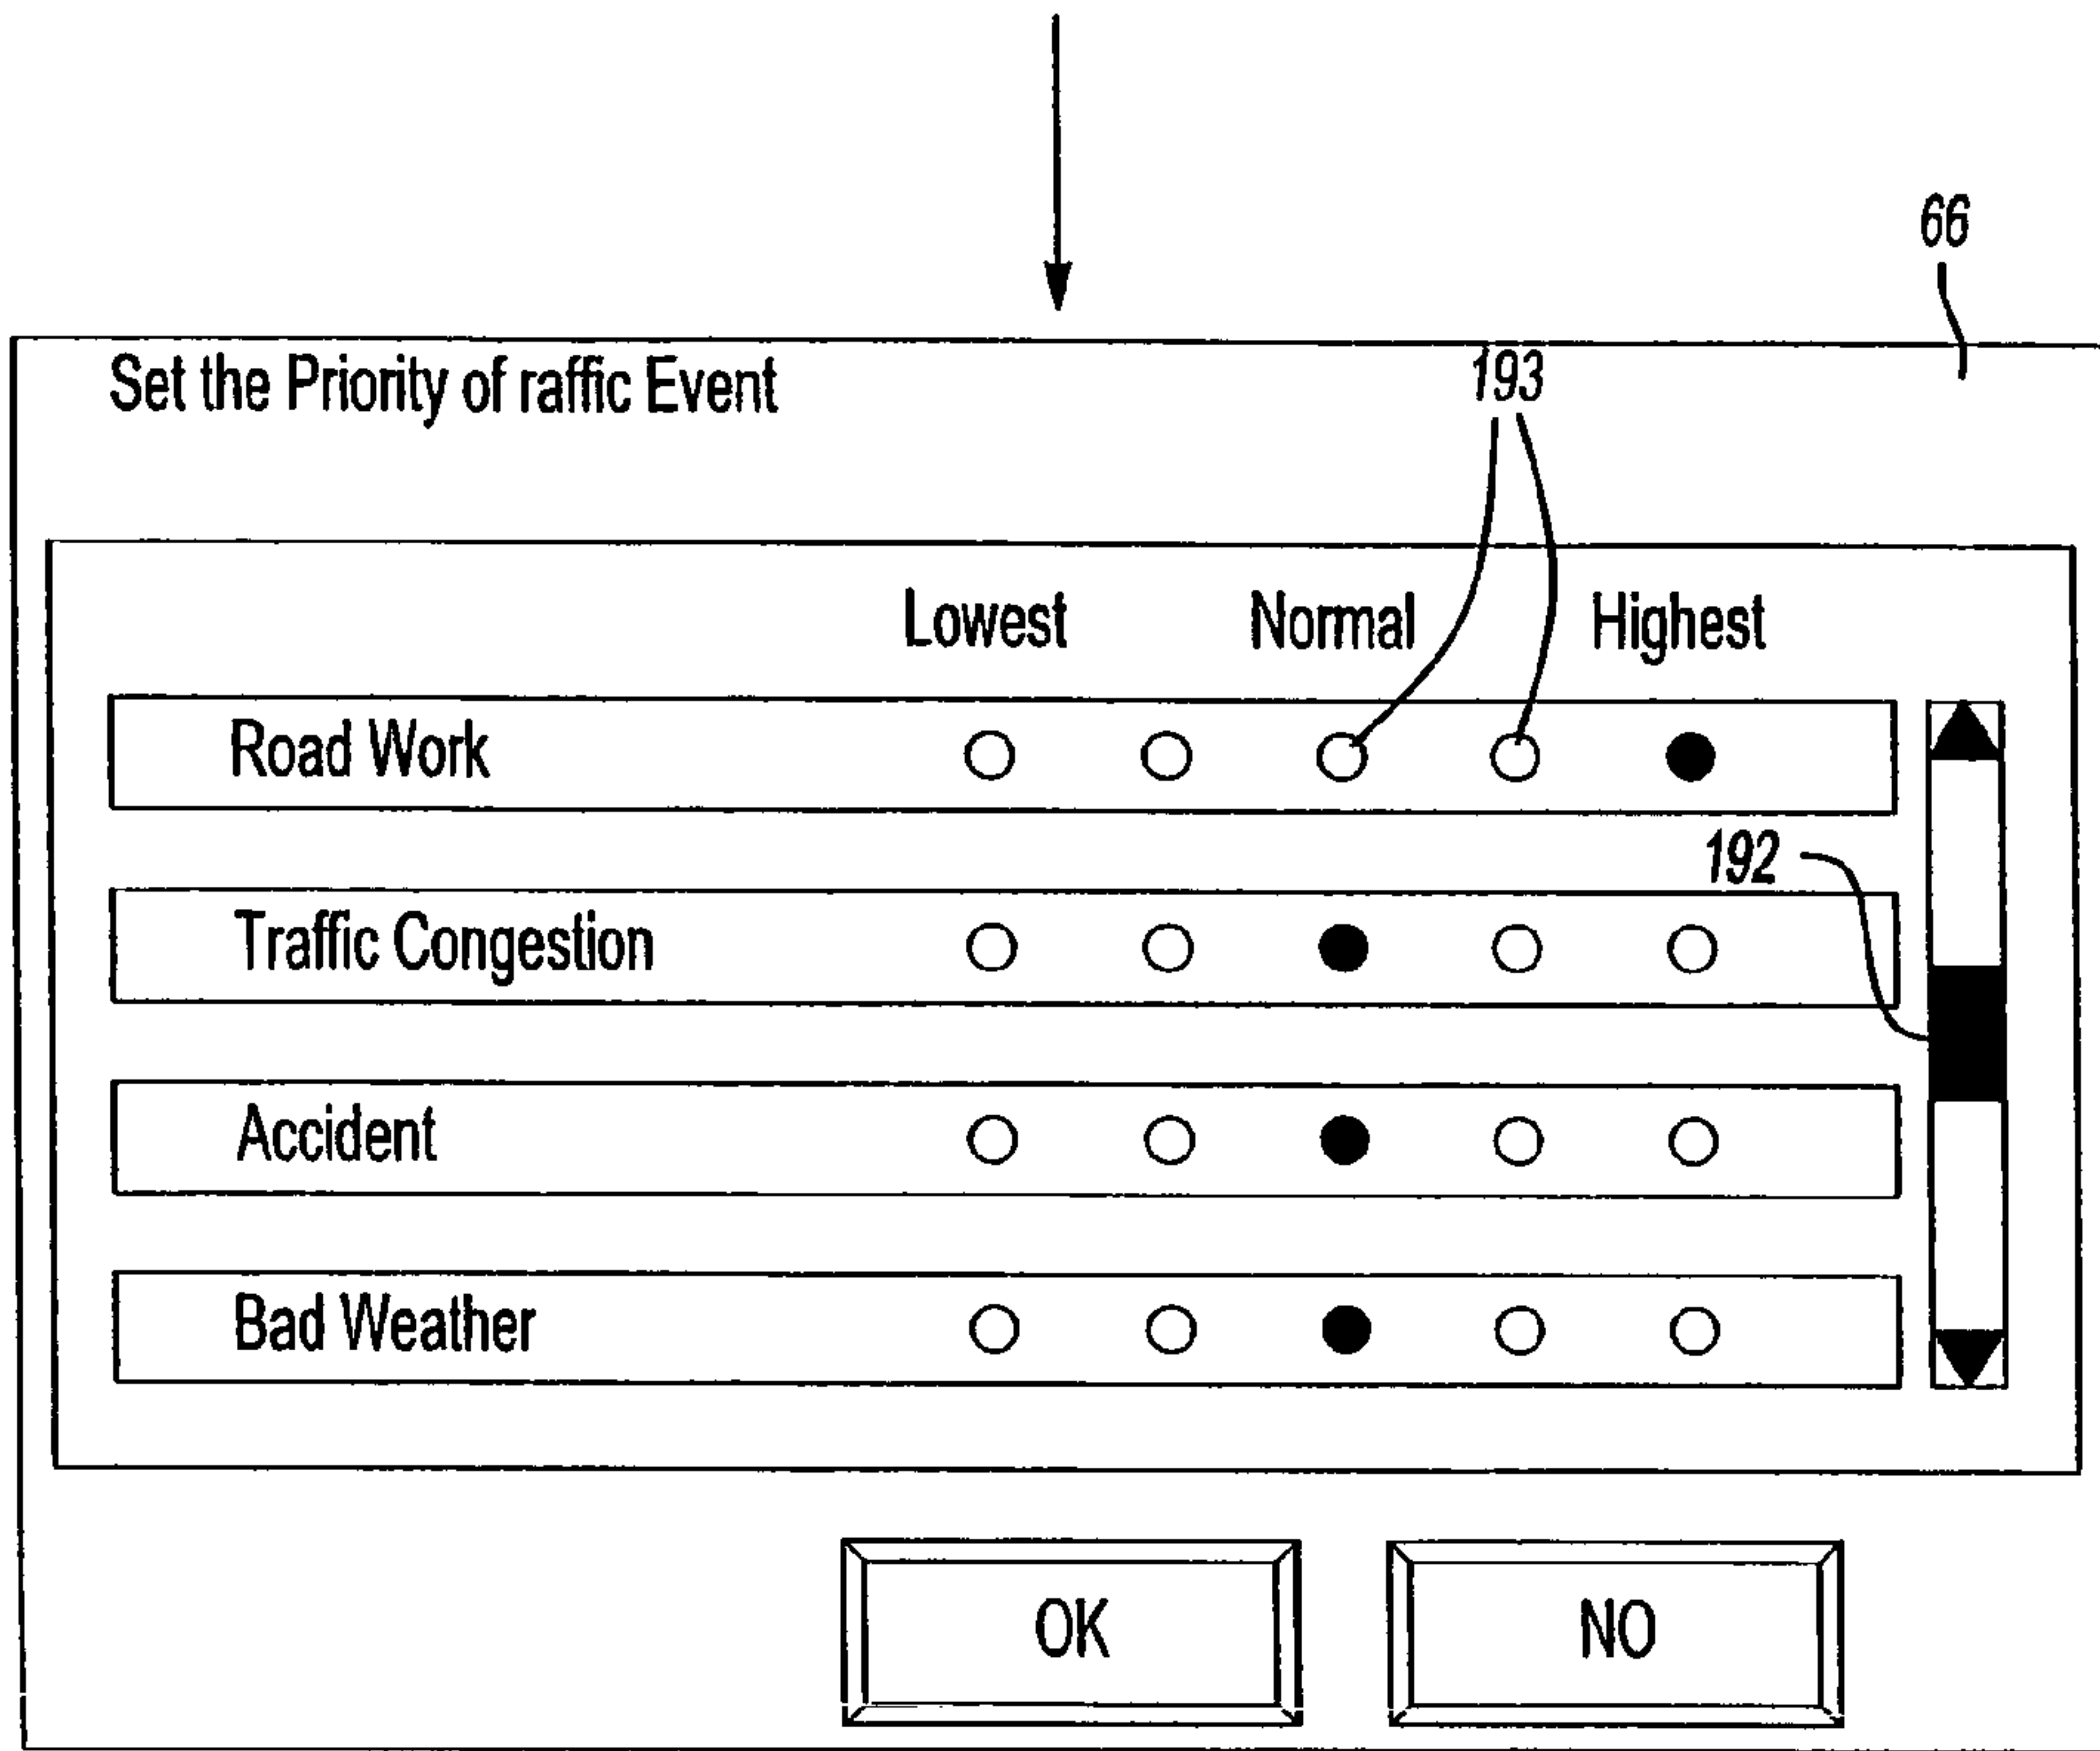 66
Set the Priority of raffic Event
193
Lowest Normal Highest
Road Work
192
Traffic Congestion
Accident
Bad Weather
OK NO